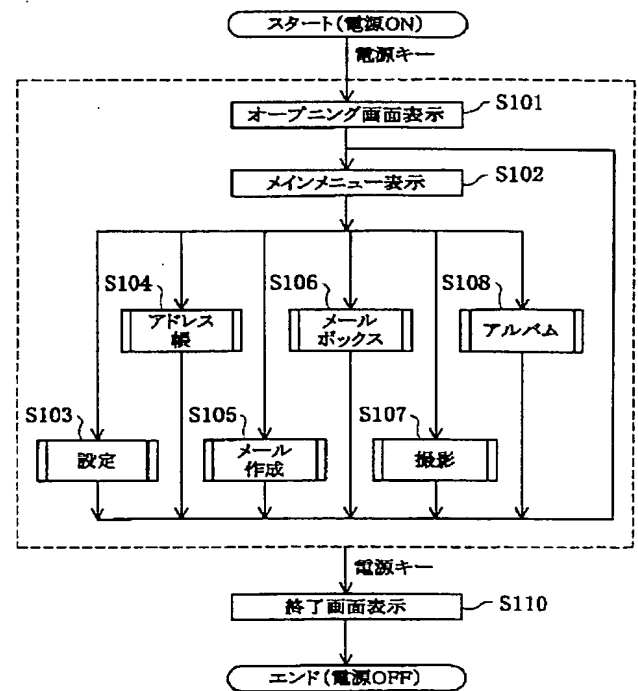 スタート(電源ON)
電源キー
オープニング画面表示
S101
メインメニュー表示
S102
S104
アドレス
帳
S106
メール
ボックス
S108
アルバム
S103
設定
S105
メール
作成
S107
撮影
電源キー
終了画面表示
S110
エンド(電源OFF)